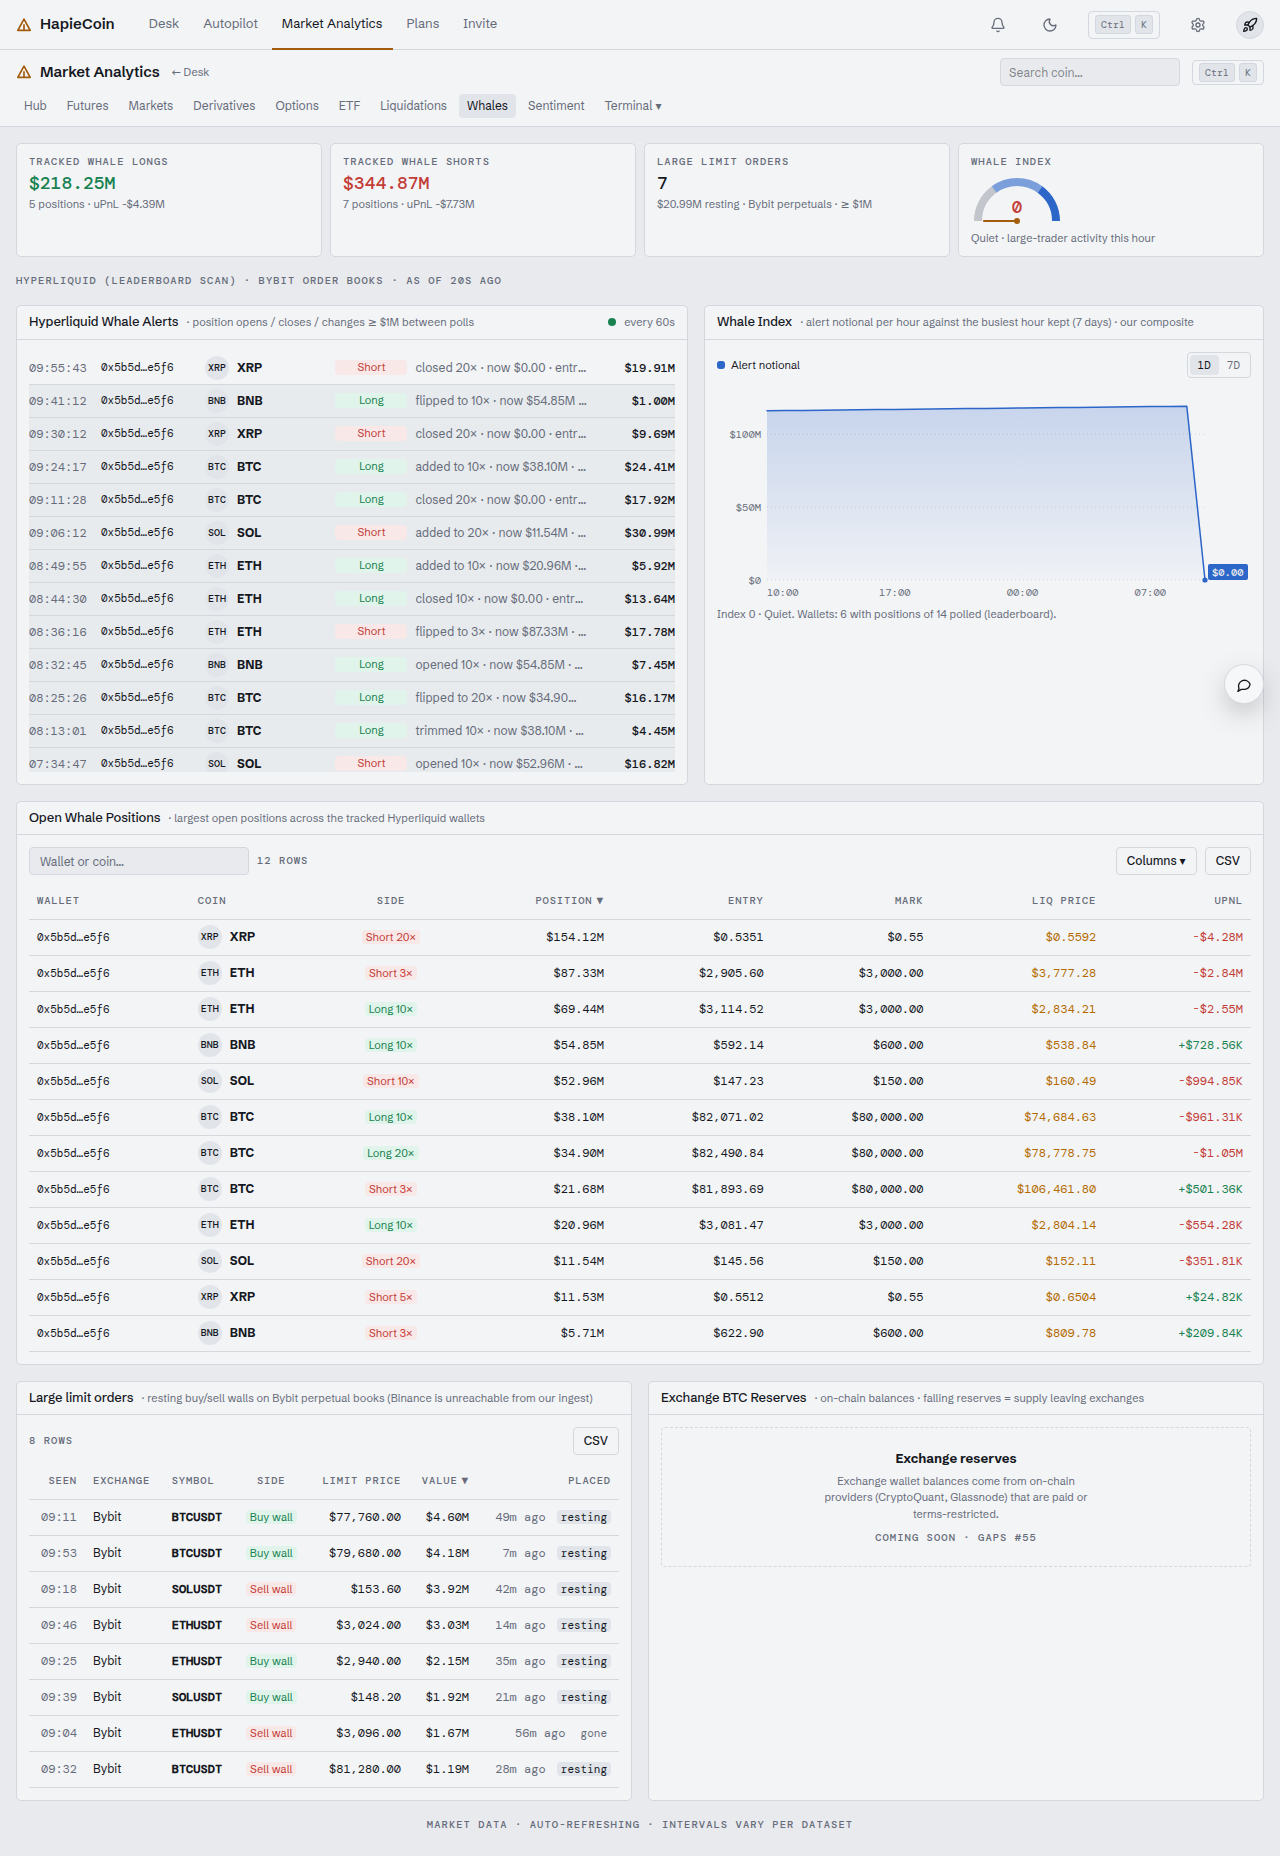 HapieCoin Desk Autopilot Market Analytics Plans Invite Ctrl K
Market Analytics ← Desk Search coin... Ctrl K
Hub Futures Markets Derivatives Options ETF Liquidations Whales Sentiment Terminal ▾
TRACKED WHALE LONGS
$218.25M
5 positions · uPnL -$4.39M
TRACKED WHALE SHORTS
$344.87M
7 positions · uPnL -$7.73M
LARGE LIMIT ORDERS
7
$20.99M resting · Bybit perpetuals · ≥ $1M
WHALE INDEX
0
Quiet · large-trader activity this hour
HYPERLIQUID (LEADERBOARD SCAN) · BYBIT ORDER BOOKS · AS OF 20S AGO
Hyperliquid Whale Alerts · position opens / closes / changes ≥ $1M between polls every 60s
09:55:43 0x5b5d…e5f6 XRP XRP Short closed 20× · now $0.00 · entr… $19.91M
09:41:12 0x5b5d…e5f6 BNB BNB Long flipped to 10× · now $54.85M … $1.00M
09:30:12 0x5b5d…e5f6 XRP XRP Short closed 20× · now $0.00 · entr… $9.69M
09:24:17 0x5b5d…e5f6 BTC BTC Long added to 10× · now $38.10M · … $24.41M
09:11:28 0x5b5d…e5f6 BTC BTC Long closed 20× · now $0.00 · entr… $17.92M
09:06:12 0x5b5d…e5f6 SOL SOL Short added to 20× · now $11.54M · … $30.99M
08:49:55 0x5b5d…e5f6 ETH ETH Long added to 10× · now $20.96M ·… $5.92M
08:44:30 0x5b5d…e5f6 ETH ETH Long closed 10× · now $0.00 · entr… $13.64M
08:36:16 0x5b5d…e5f6 ETH ETH Short flipped to 3× · now $87.33M · … $17.78M
08:32:45 0x5b5d…e5f6 BNB BNB Long opened 10× · now $54.85M · … $7.45M
08:25:26 0x5b5d…e5f6 BTC BTC Long flipped to 20× · now $34.90… $16.17M
08:13:01 0x5b5d…e5f6 BTC BTC Long trimmed 10× · now $38.10M · … $4.45M
07:34:47 0x5b5d…e5f6 SOL SOL Short opened 10× · now $52.96M · … $16.82M
Whale Index · alert notional per hour against the busiest hour kept (7 days) · our composite
Alert notional 1D 7D
$100M
$50M
$0
$0.00
10:00 17:00 00:00 07:00
Index 0 · Quiet. Wallets: 6 with positions of 14 polled (leaderboard).
Open Whale Positions · largest open positions across the tracked Hyperliquid wallets
Wallet or coin... 12 ROWS Columns ▾ CSV
WALLET COIN SIDE POSITION ▼ ENTRY MARK LIQ PRICE UPNL
0x5b5d…e5f6 XRP XRP Short 20× $154.12M $0.5351 $0.55 $0.5592 -$4.28M
0x5b5d…e5f6 ETH ETH Short 3× $87.33M $2,905.60 $3,000.00 $3,777.28 -$2.84M
0x5b5d…e5f6 ETH ETH Long 10× $69.44M $3,114.52 $3,000.00 $2,834.21 -$2.55M
0x5b5d…e5f6 BNB BNB Long 10× $54.85M $592.14 $600.00 $538.84 +$728.56K
0x5b5d…e5f6 SOL SOL Short 10× $52.96M $147.23 $150.00 $160.49 -$994.85K
0x5b5d…e5f6 BTC BTC Long 10× $38.10M $82,071.02 $80,000.00 $74,684.63 -$961.31K
0x5b5d…e5f6 BTC BTC Long 20× $34.90M $82,490.84 $80,000.00 $78,778.75 -$1.05M
0x5b5d…e5f6 BTC BTC Short 3× $21.68M $81,893.69 $80,000.00 $106,461.80 +$501.36K
0x5b5d…e5f6 ETH ETH Long 10× $20.96M $3,081.47 $3,000.00 $2,804.14 -$554.28K
0x5b5d…e5f6 SOL SOL Short 20× $11.54M $145.56 $150.00 $152.11 -$351.81K
0x5b5d…e5f6 XRP XRP Short 5× $11.53M $0.5512 $0.55 $0.6504 +$24.82K
0x5b5d…e5f6 BNB BNB Short 3× $5.71M $622.90 $600.00 $809.78 +$209.84K
Large limit orders · resting buy/sell walls on Bybit perpetual books (Binance is unreachable from our ingest)
8 ROWS CSV
SEEN EXCHANGE SYMBOL SIDE LIMIT PRICE VALUE ▼ PLACED
09:11 Bybit BTCUSDT Buy wall $77,760.00 $4.60M 49m ago resting
09:53 Bybit BTCUSDT Buy wall $79,680.00 $4.18M 7m ago resting
09:18 Bybit SOLUSDT Sell wall $153.60 $3.92M 42m ago resting
09:46 Bybit ETHUSDT Sell wall $3,024.00 $3.03M 14m ago resting
09:25 Bybit ETHUSDT Buy wall $2,940.00 $2.15M 35m ago resting
09:39 Bybit SOLUSDT Buy wall $148.20 $1.92M 21m ago resting
09:04 Bybit ETHUSDT Sell wall $3,096.00 $1.67M 56m ago gone
09:32 Bybit BTCUSDT Sell wall $81,280.00 $1.19M 28m ago resting
Exchange BTC Reserves · on-chain balances · falling reserves = supply leaving exchanges
Exchange reserves
Exchange wallet balances come from on-chain
providers (CryptoQuant, Glassnode) that are paid or
terms-restricted.
COMING SOON · GAPS #55
MARKET DATA · AUTO-REFRESHING · INTERVALS VARY PER DATASET